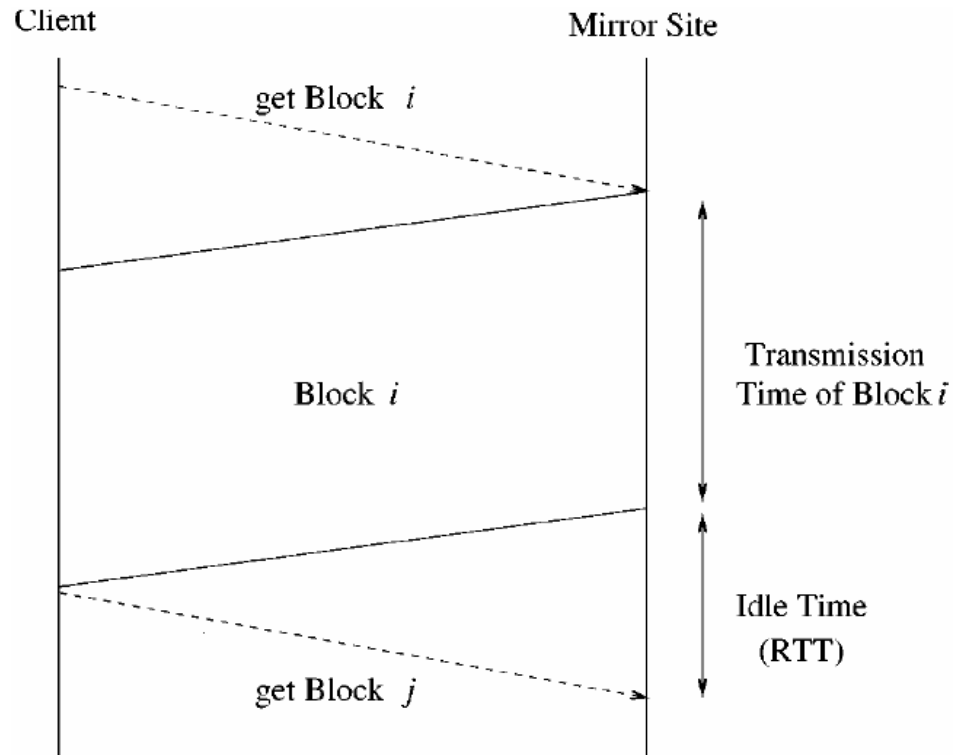 Client
Mirror Site
get Block i
Block i
Transmission
Time of Block i
Idle Time
(RTT)
get Block j